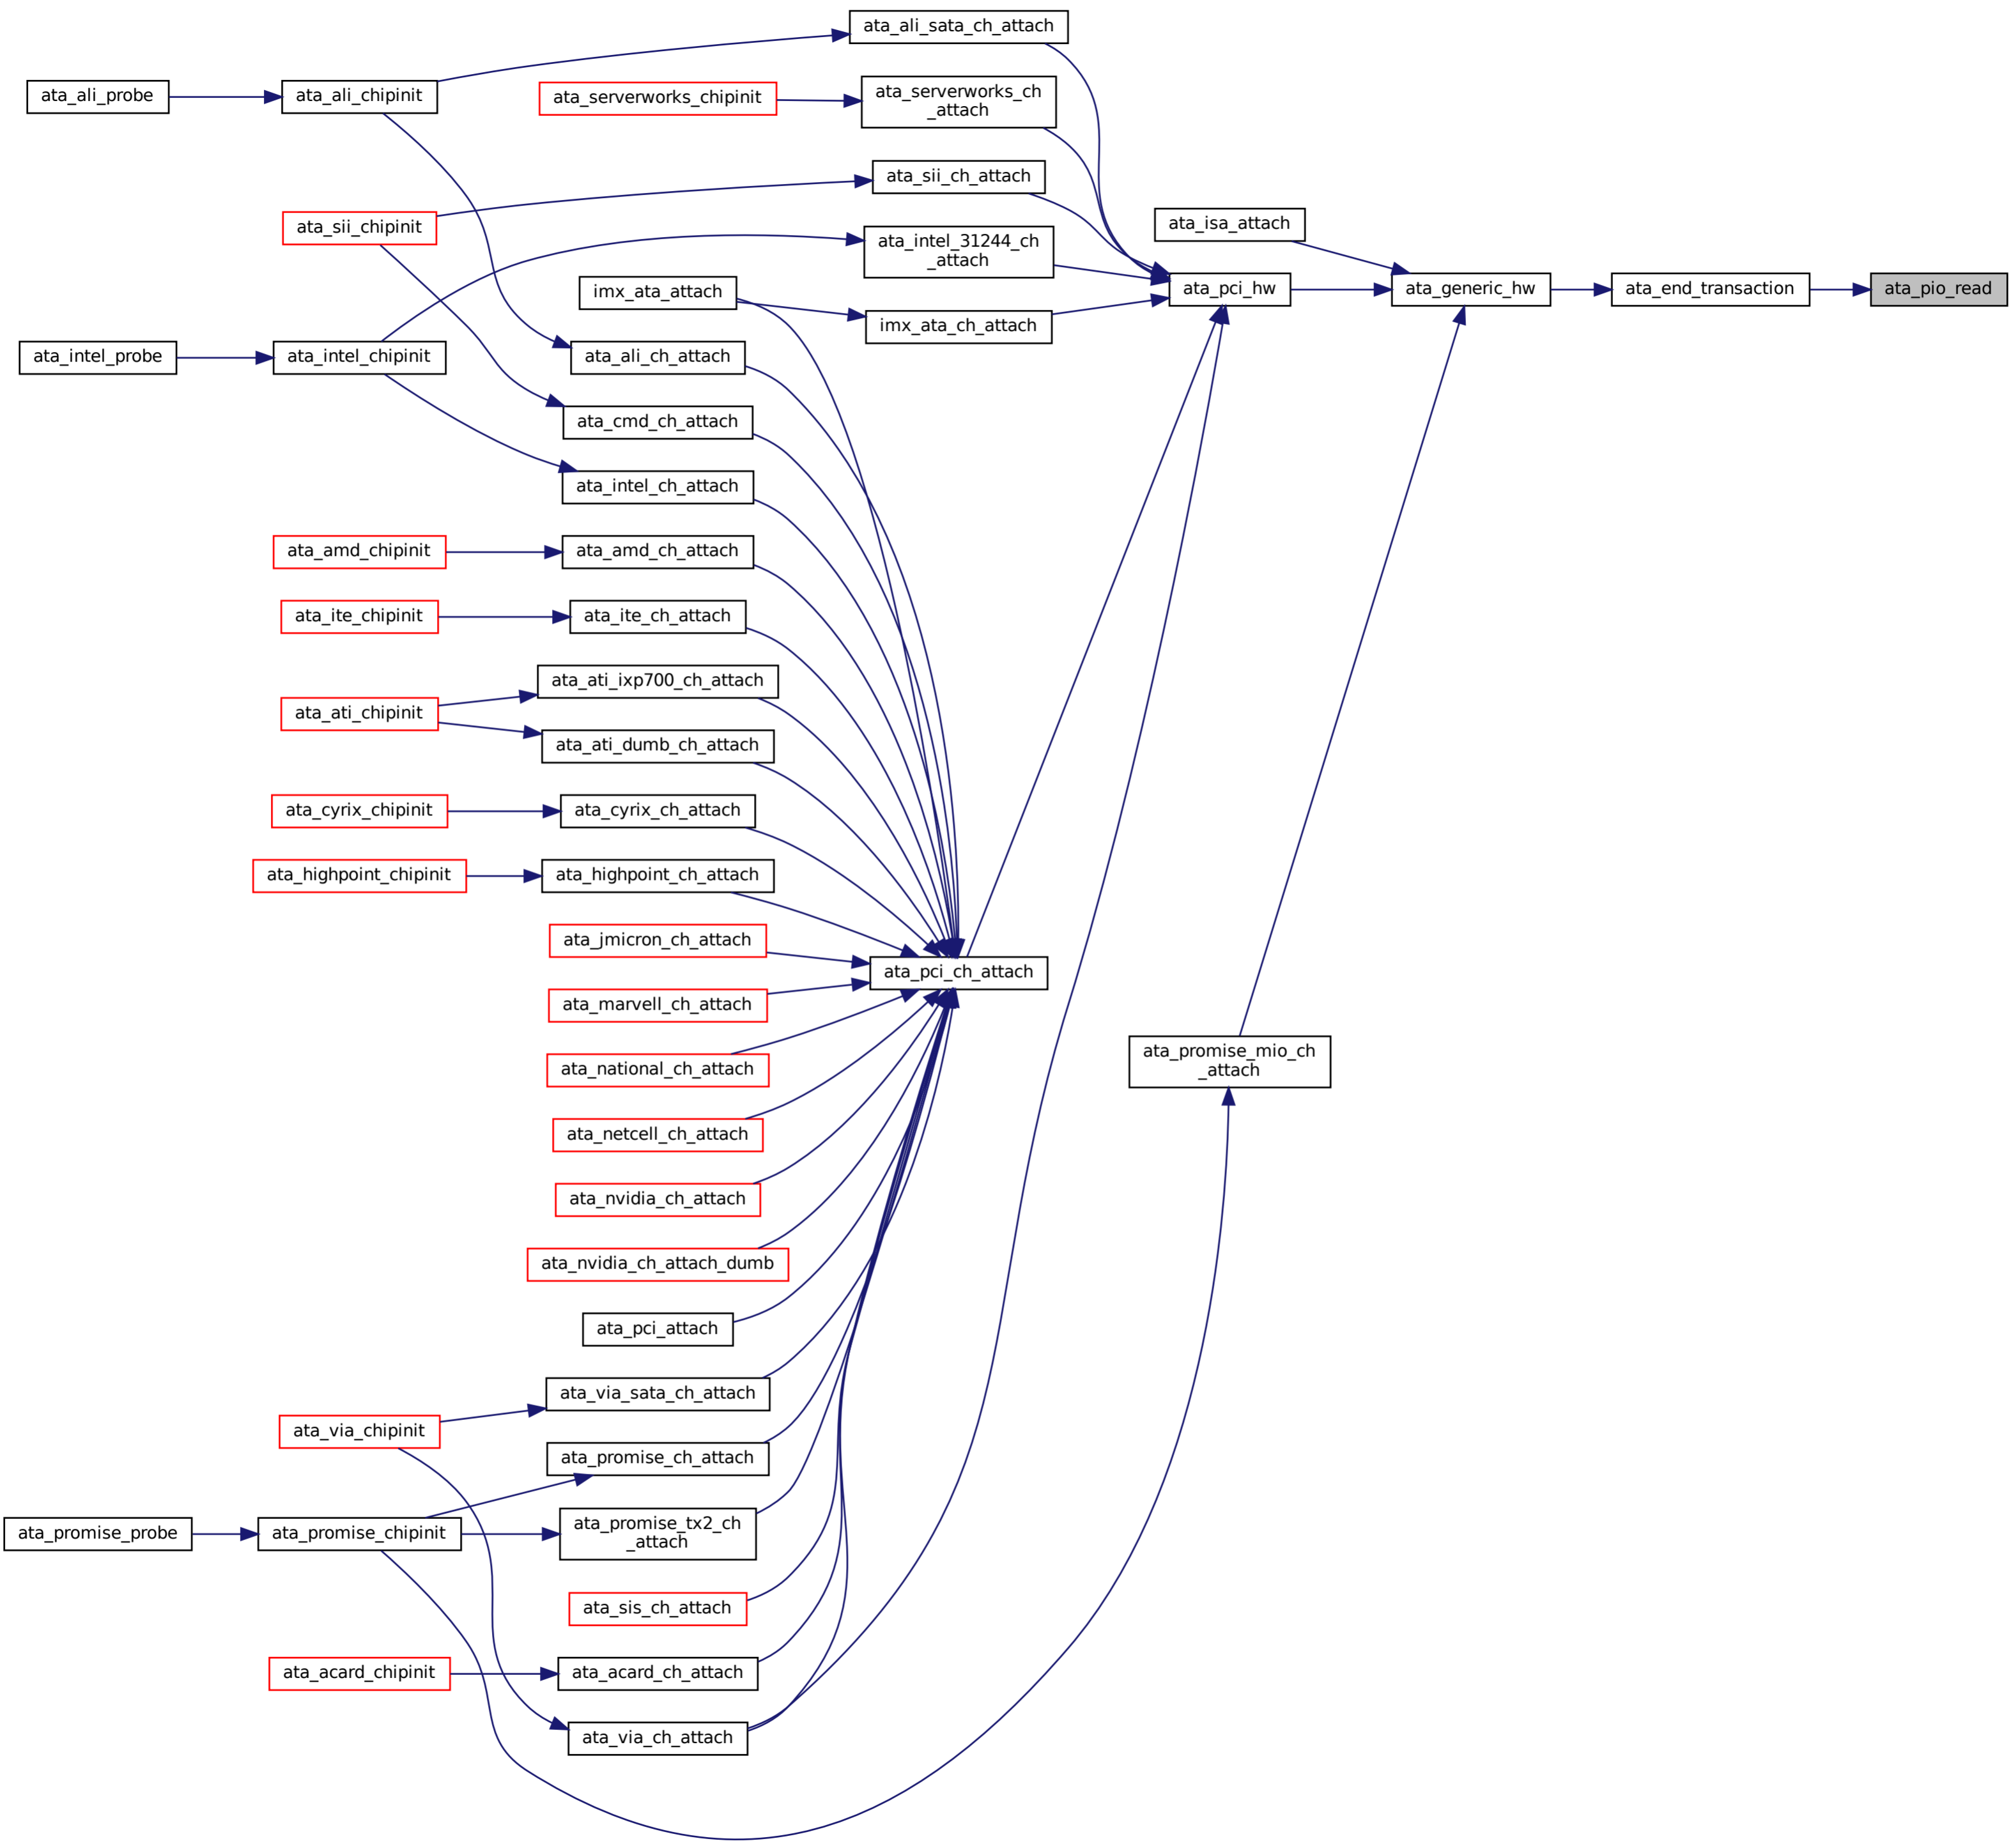 ata_ali_sata_ch_attach
ata_ali_probe
ata_ali_chipinit
ata_serverworks_chipinit
ata_serverworks_ch
_attach
ata_sii_ch_attach
ata_sii_chipinit
ata_isa_attach
ata_intel_31244_ch
_attach
imx_ata_attach
ata_pci_hw
ata_generic_hw
ata_end_transaction
ata_pio_read
imx_ata_ch_attach
ata_intel_probe
ata_intel_chipinit
ata_ali_ch_attach
ata_cmd_ch_attach
ata_intel_ch_attach
ata_amd_chipinit
ata_amd_ch_attach
ata_ite_chipinit
ata_ite_ch_attach
ata_ati_ixp700_ch_attach
ata_ati_chipinit
ata_ati_dumb_ch_attach
ata_cyrix_chipinit
ata_cyrix_ch_attach
ata_highpoint_chipinit
ata_highpoint_ch_attach
ata_jmicron_ch_attach
ata_pci_ch_attach
ata_marvell_ch_attach
ata_national_ch_attach
ata_promise_mio_ch
_attach
ata_netcell_ch_attach
ata_nvidia_ch_attach
ata_nvidia_ch_attach_dumb
ata_pci_attach
ata_via_sata_ch_attach
ata_via_chipinit
ata_promise_ch_attach
ata_promise_probe
ata_promise_chipinit
ata_promise_tx2_ch
_attach
ata_sis_ch_attach
ata_acard_chipinit
ata_acard_ch_attach
ata_via_ch_attach